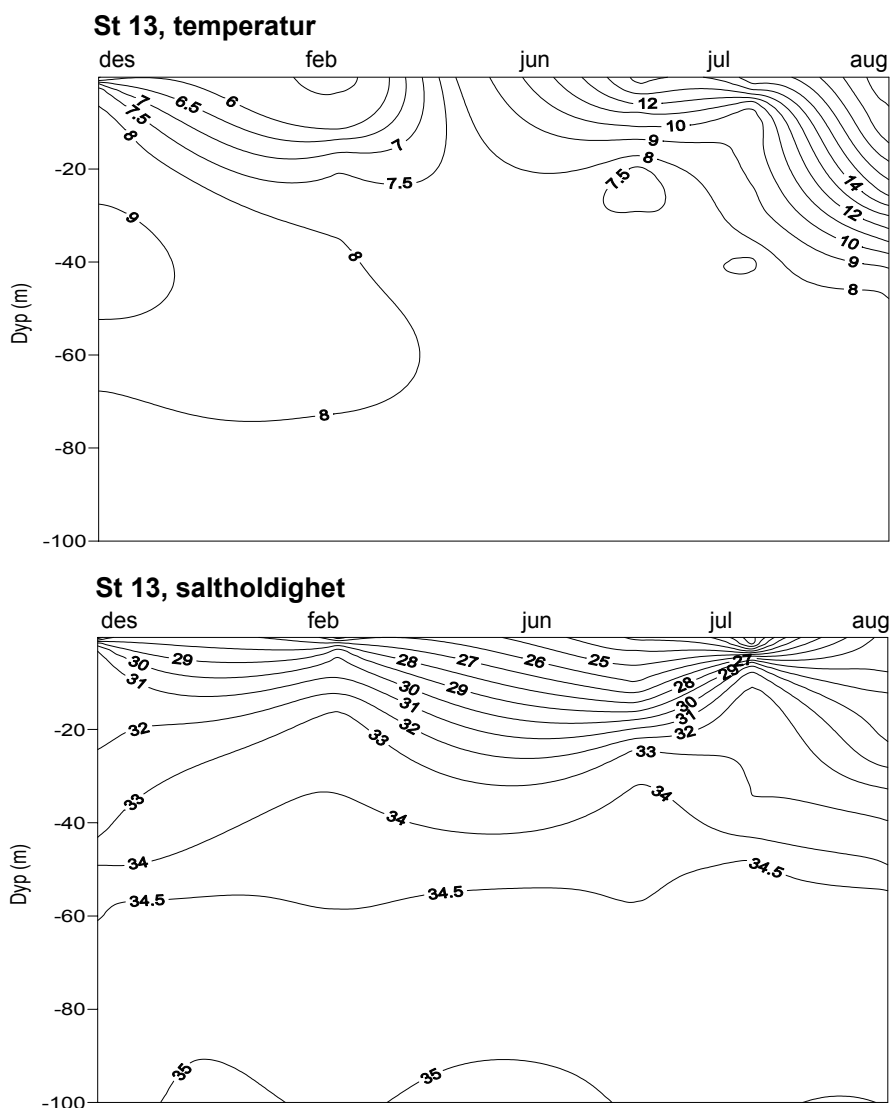 St 13, temperatur
des feb jun jul aug
7 6.5 6 12
7.5 10
8 7 9
7.5 8
-20 7.5 14
9 12
10
-40 8 9
8
Dyp (m)
-60
8
-80
-100
St 13, saltholdighet
des feb jun jul aug
30 29 28 27 26 25 27
31 30 29 28 29
31 30
32 32 31
-20 33 32
33
33 34
-40 34
34 34.5
34.5 34.5
Dyp (m)
-60
-80
35 35
-100